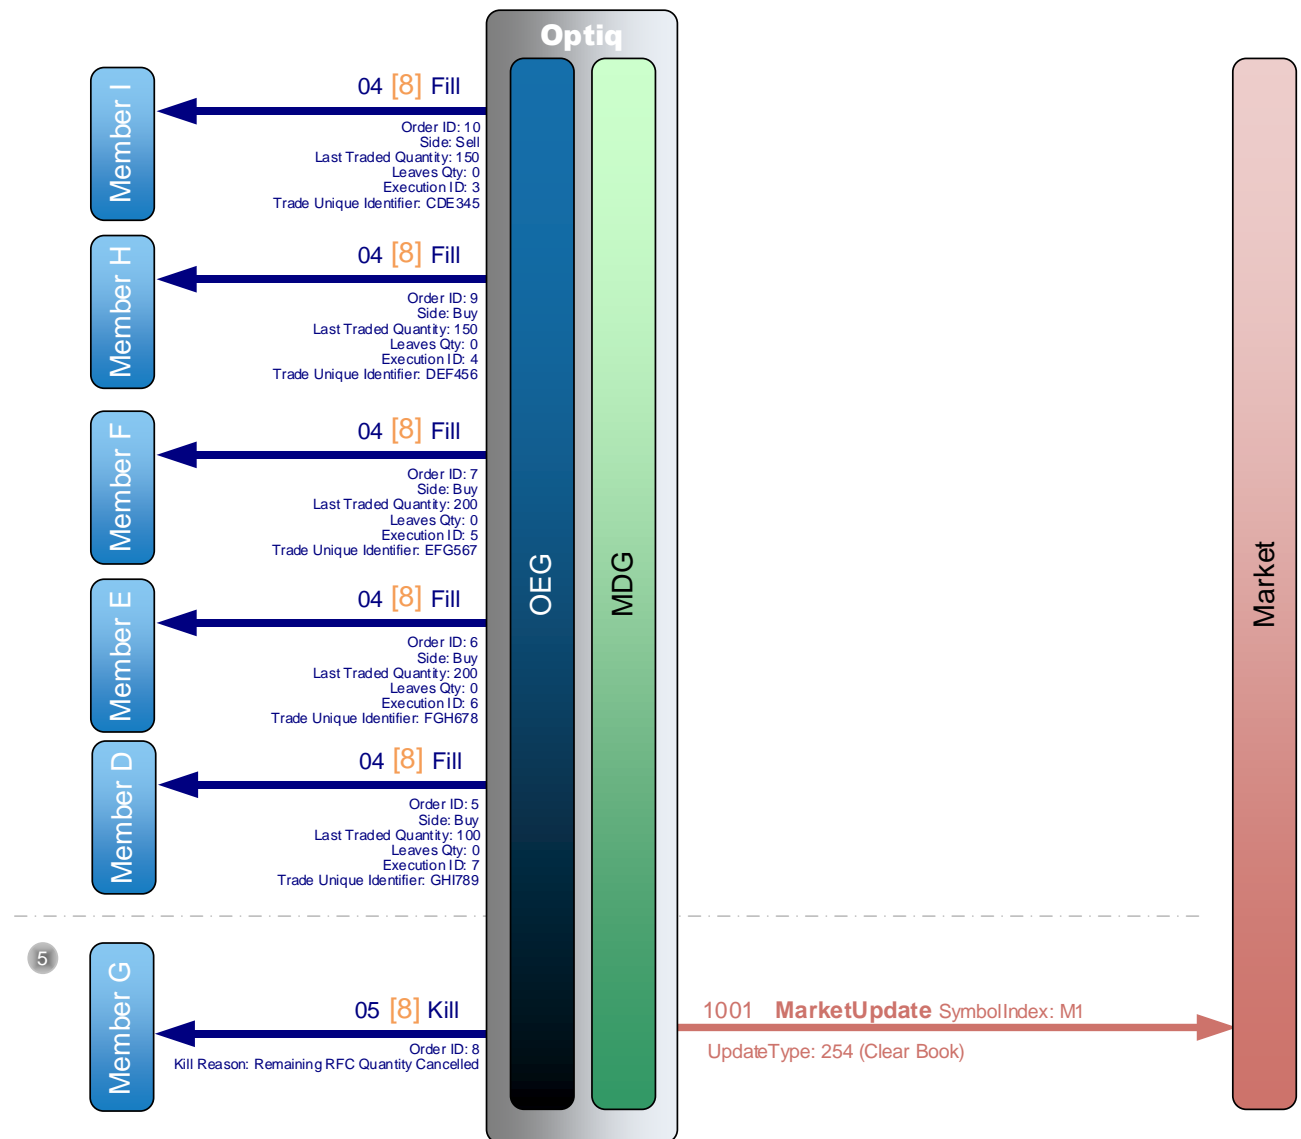 Optiq
Member I
04 [8] Fill
Order ID: 10
Side: Sell
Last Traded Quantity: 150
Leaves Qty: 0
Execution ID: 3
Trade Unique Identifier: CDE345
Member H
04 [8] Fill
Order ID: 9
Side: Buy
Last Traded Quantity: 150
Leaves Qty: 0
Execution ID: 4
Trade Unique Identifier: DEF456
Member F
04 [8] Fill
Order ID: 7
Side: Buy
Last Traded Quantity: 200
Leaves Qty: 0
Execution ID: 5
Trade Unique Identifier: EFG567
OEG
MDG
Market
Member E
04 [8] Fill
Order ID: 6
Side: Buy
Last Traded Quantity: 200
Leaves Qty: 0
Execution ID: 6
Trade Unique Identifier: FGH678
Member D
04 [8] Fill
Order ID: 5
Side: Buy
Last Traded Quantity: 100
Leaves Qty: 0
Execution ID: 7
Trade Unique Identifier: GHI789
5
Member G
05 [8] Kill
Order ID: 8
Kill Reason: Remaining RFC Quantity Cancelled
1001 MarketUpdate SymbolIndex: M1
UpdateType: 254 (Clear Book)